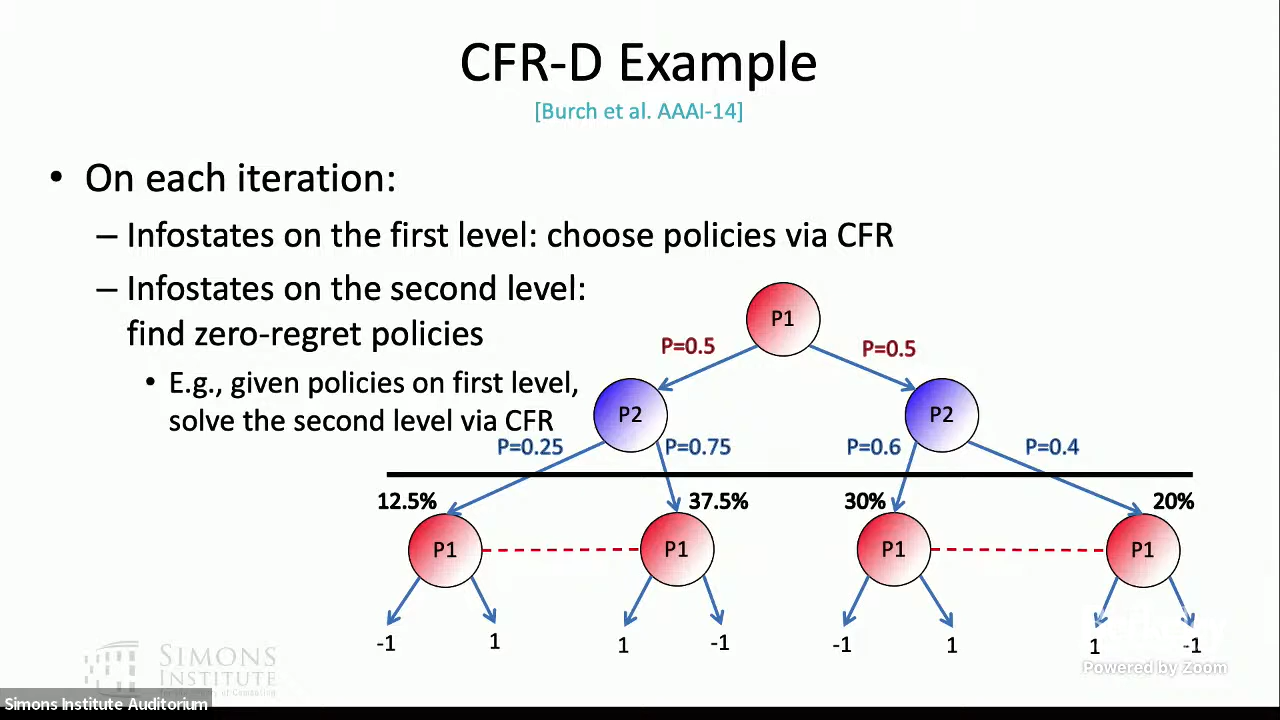 CFR-D Example
[Burch et al. AAAI-14]
• On each iteration:
– Infostates on the first level: choose policies via CFR
– Infostates on the second level:
find zero-regret policies
• E.g., given policies on first level,
solve the second level via CFR
P1
P=0.5 P=0.5
P2 P2
P=0.25 P=0.75 P=0.6 P=0.4
12.5% 37.5% 30% 20%
P1 P1 P1 P1
-1 1 1 -1 -1 1 1 -1
SIMONS
INSTITUTE
Powered by Zoom
Simons Institute Auditorium